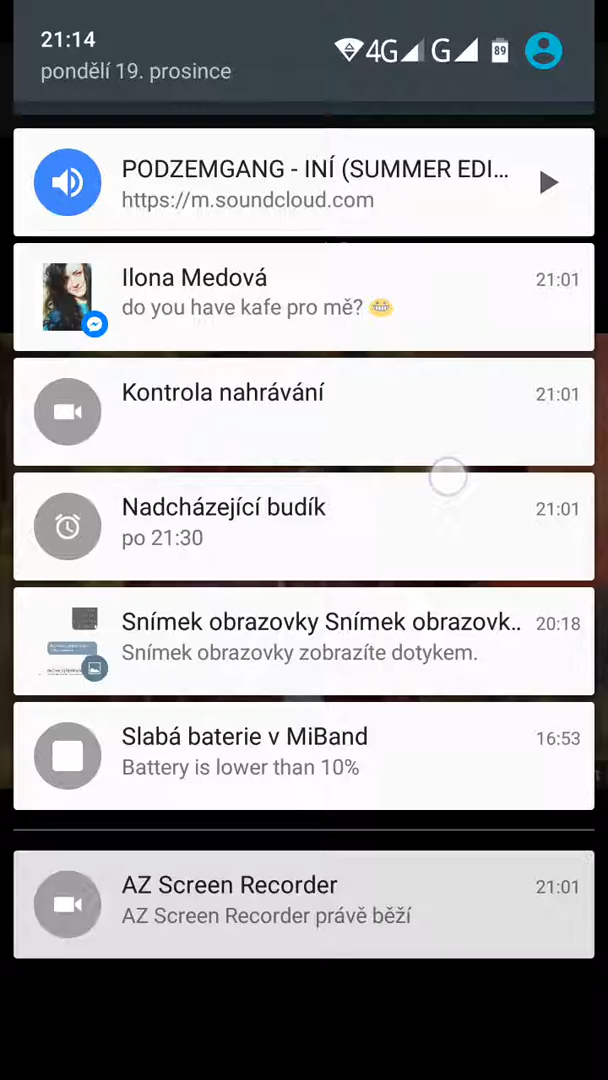 21:14
4G G 89
pondělí 19. prosince
PODZEMGANG - INÍ (SUMMER EDI...
https://m.soundcloud.com
Ilona Medová 21:01
do you have kafe pro mě? 😁
Kontrola nahrávání 21:01
Nadcházející budík 21:01
po 21:30
Snímek obrazovky Snímek obrazovk.. 20:18
Snímek obrazovky zobrazíte dotykem.
Slabá baterie v MiBand 16:53
Battery is lower than 10%
AZ Screen Recorder 21:01
AZ Screen Recorder právě běží